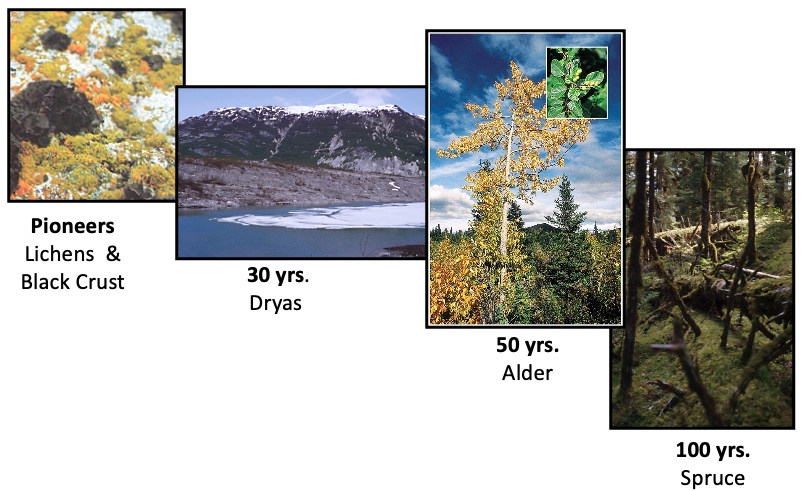 Pioneers
Lichens &
Black Crust
30 yrs.
Dryas
50 yrs.
Alder
100 yrs.
Spruce